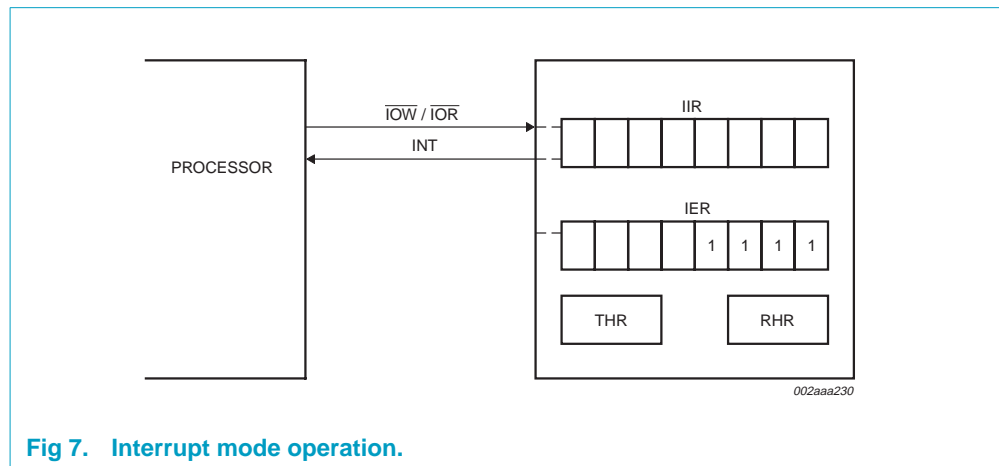 IIR
IOW / IOR
INT
PROCESSOR
IER
1 1 1 1
THR RHR
002aaa230
Fig 7. Interrupt mode operation.